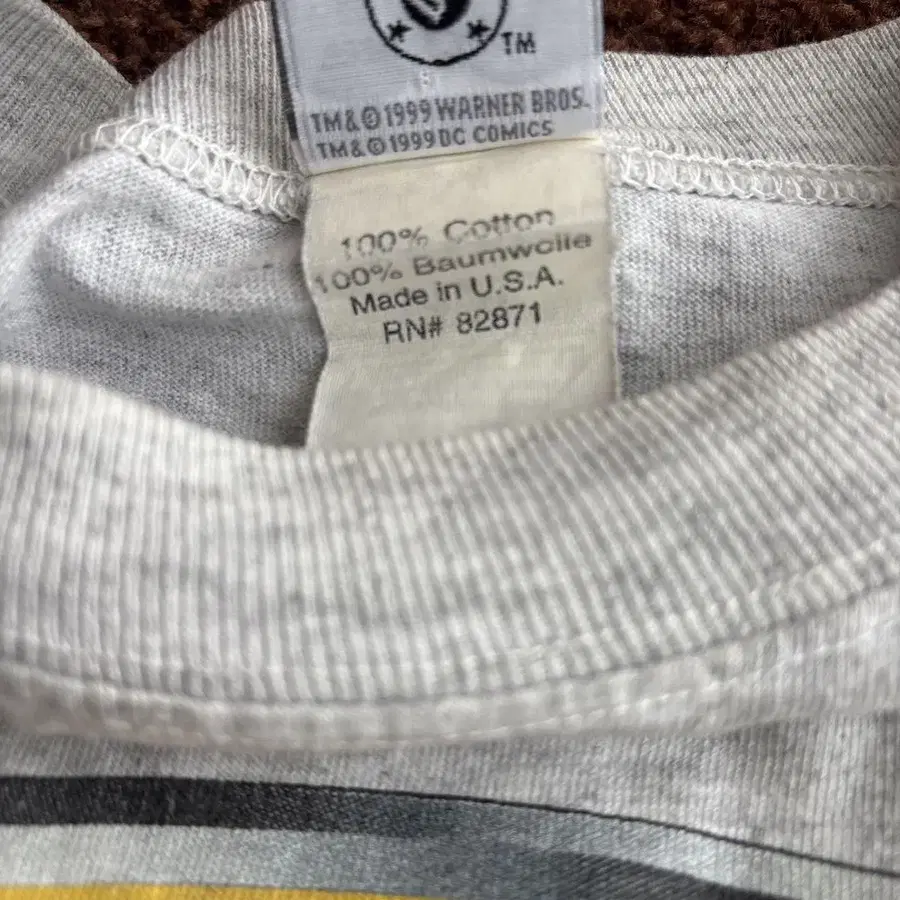 TM
TM&©1999 WARNER BROS.
TM&©1999 DC COMICS
100% Cotton
100% Baumwolle
Made in U.S.A.
RN# 82871